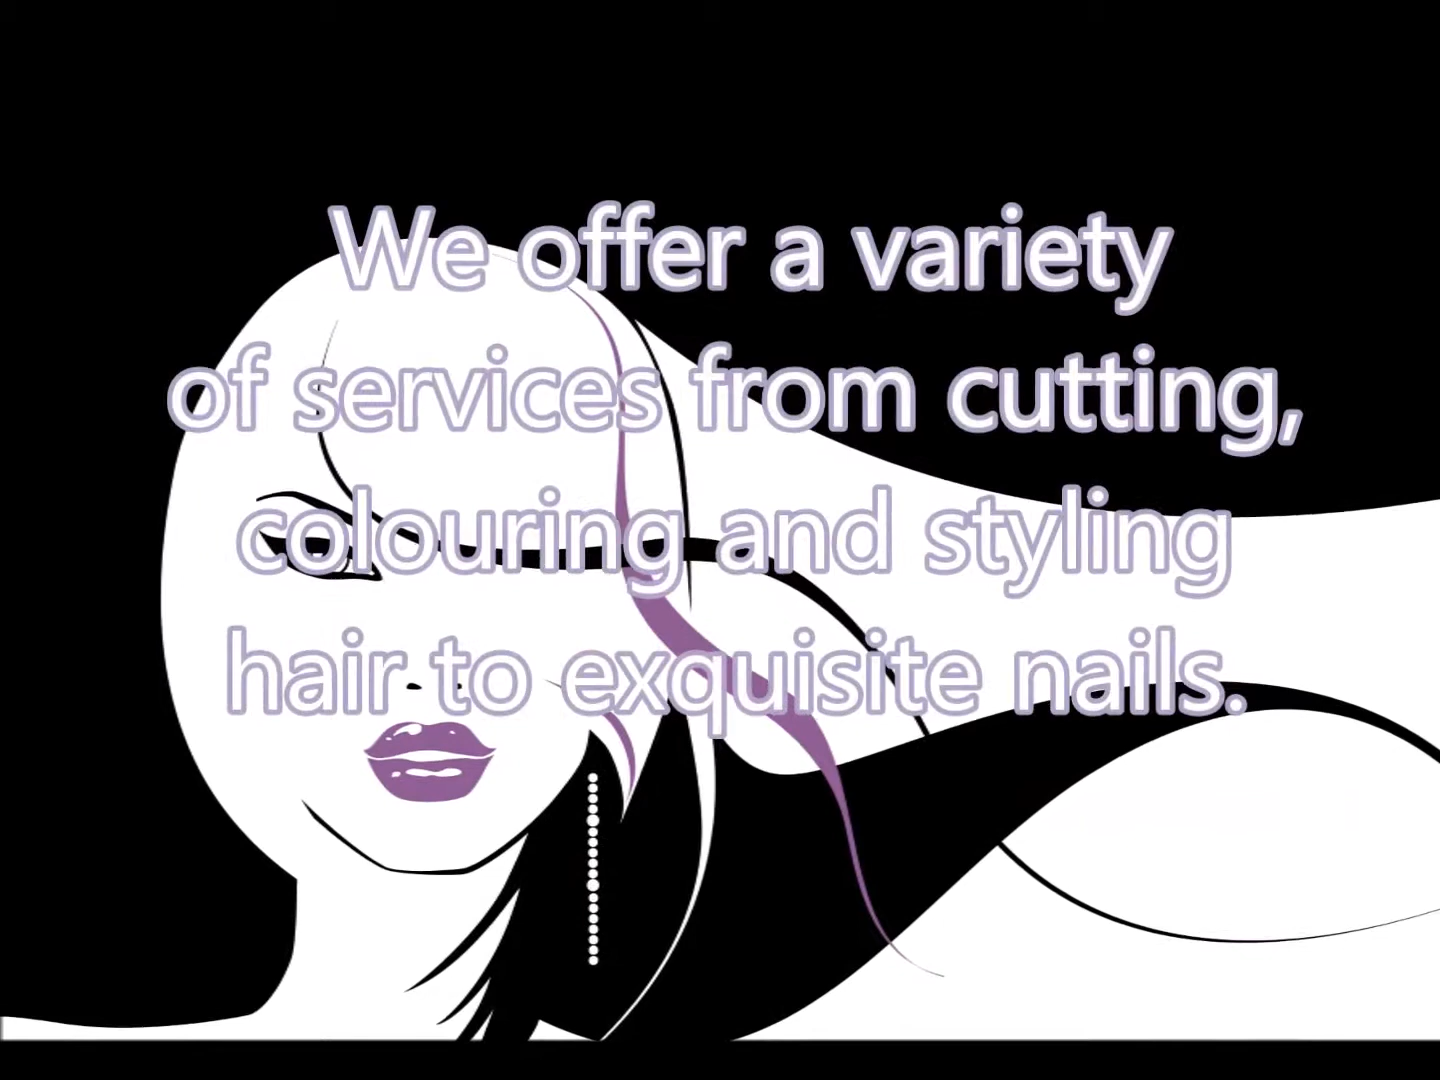 We offer a variety
of services from cutting,
colouring and styling
hair to exquisite nails.